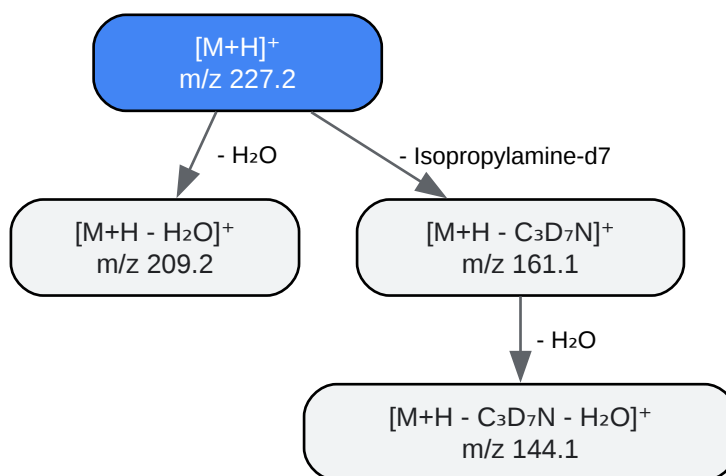 [M+H]⁺
m/z 227.2
- H₂O
- Isopropylamine-d7
[M+H - H₂O]⁺
m/z 209.2
[M+H - C₃D₇N]⁺
m/z 161.1
- H₂O
[M+H - C₃D₇N - H₂O]⁺
m/z 144.1